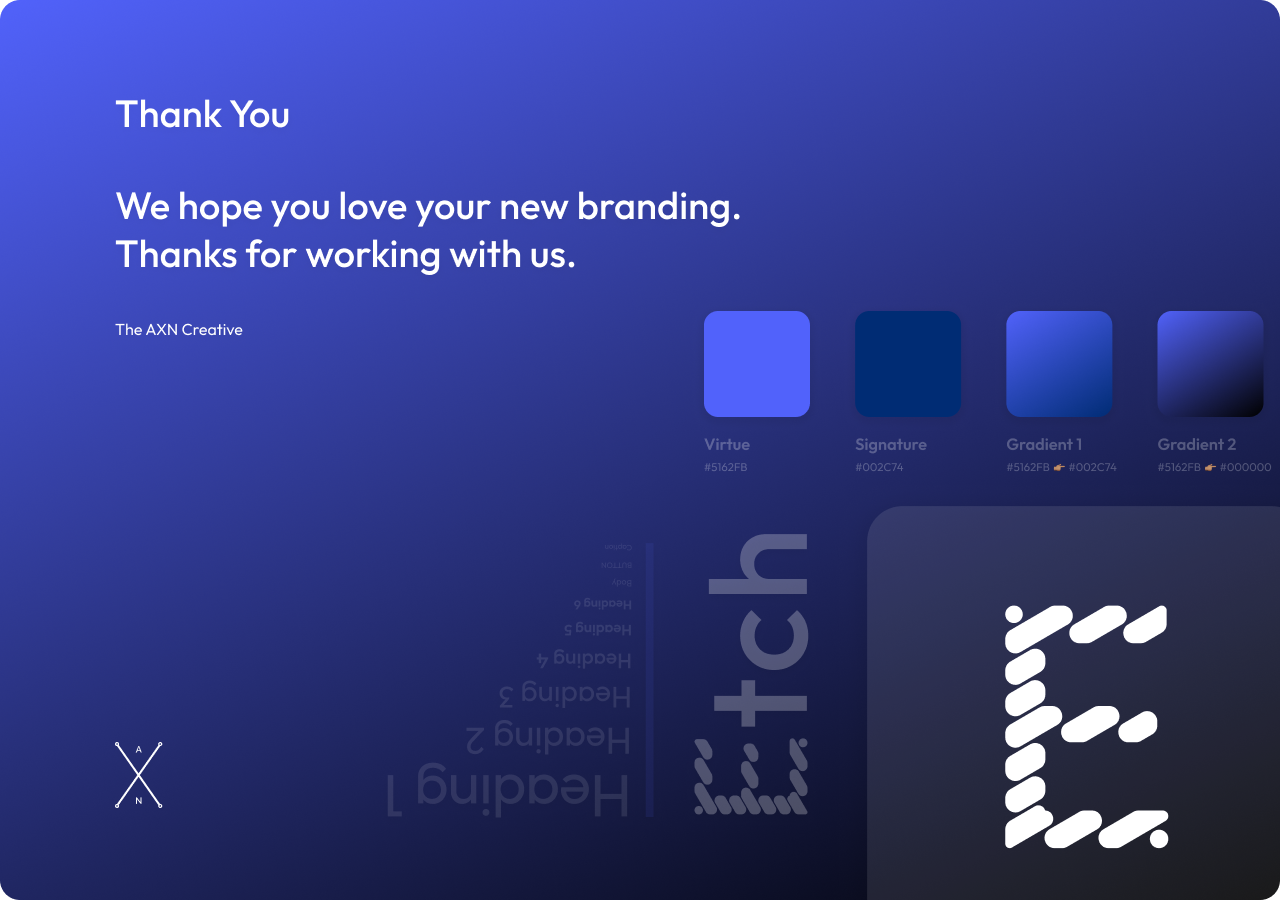 Thank You
We hope you love your new branding.
Thanks for working with us.
The AXN Creative
Virtue
#5162FB
Signature
#002C74
Gradient 1
#5162FB 👉🏽 #002C74
Gradient 2
#5162FB 👉🏽 #000000
Heading 1
Heading 2
Heading 3
Heading 4
Heading 5
Heading 6
Body
BUTTON
Caption
Etch
E
A
X
N